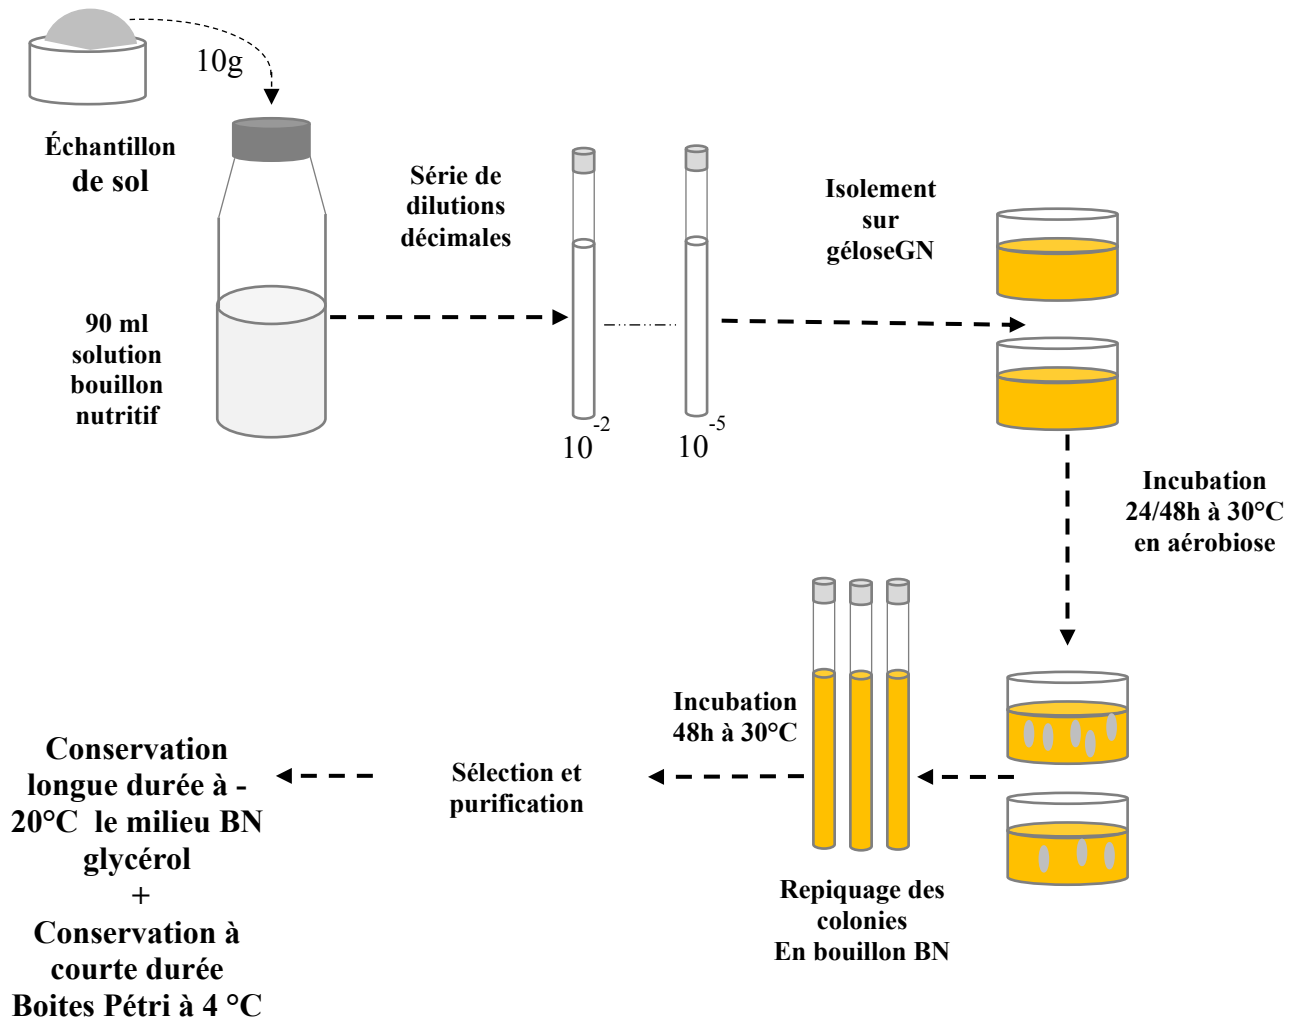 10g
Échantillon
de sol
90 ml
solution
bouillon
nutritif
Série de
dilutions
décimales
10-2
10-5
Isolement
sur
géloseGN
Incubation
24/48h à 30°C
en aérobiose
Repiquage des
colonies
En bouillon BN
Incubation
48h à 30°C
Sélection et
purification
Conservation
longue durée à -
20°C  le milieu BN
glycérol
+
Conservation à
courte durée
Boites Pétri à 4 °C